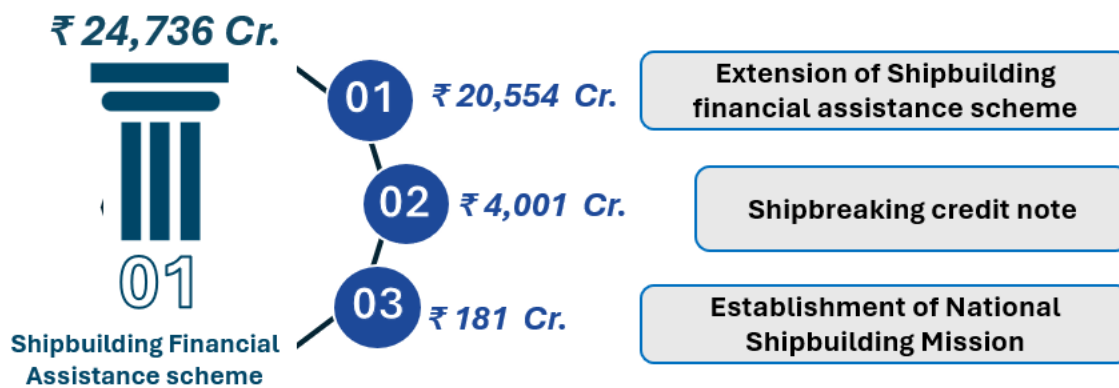 ₹ 24,736 Cr.
01
Shipbuilding Financial
Assistance scheme
01
₹ 20,554 Cr.
Extension of Shipbuilding
financial assistance scheme
02
₹ 4,001 Cr.
Shipbreaking credit note
03
₹ 181 Cr.
Establishment of National
Shipbuilding Mission